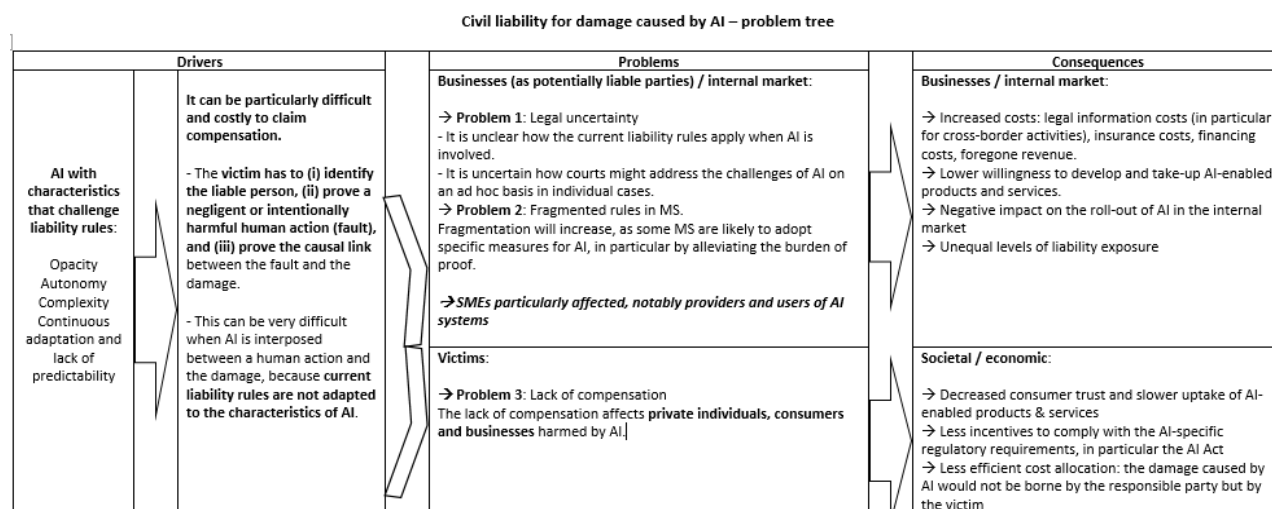 Civil liability for damage caused by AI – problem tree
Drivers
AI with
characteristics
that challenge
liability rules:
Opacity
Autonomy
Complexity
Continuous
adaptation and
lack of
predictability
It can be particularly difficult
and costly to claim
compensation.
- The victim has to (i) identify
the liable person, (ii) prove a
negligent or intentionally
harmful human action (fault),
and (iii) prove the causal link
between the fault and the
damage.
- This can be very difficult
when AI is interposed
between a human action and
the damage, because current
liability rules are not adapted
to the characteristics of AI.
Problems
Businesses (as potentially liable parties) / internal market:
→ Problem 1: Legal uncertainty
- It is unclear how the current liability rules apply when AI is
involved.
- It is uncertain how courts might address the challenges of AI on
an ad hoc basis in individual cases.
→ Problem 2: Fragmented rules in MS.
Fragmentation will increase, as some MS are likely to adopt
specific measures for AI, in particular by alleviating the burden of
proof.
→SMEs particularly affected, notably providers and users of AI
systems
Victims:
→ Problem 3: Lack of compensation
The lack of compensation affects private individuals, consumers
and businesses harmed by AI.
Consequences
Businesses / internal market:
→ Increased costs: legal information costs (in particular
for cross-border activities), insurance costs, financing
costs, foregone revenue.
→ Lower willingness to develop and take-up AI-enabled
products and services.
→ Negative impact on the roll-out of AI in the internal
market
→ Unequal levels of liability exposure
Societal / economic:
→ Decreased consumer trust and slower uptake of AI-
enabled products & services
→ Less incentives to comply with the AI-specific
regulatory requirements, in particular the AI Act
→ Less efficient cost allocation: the damage caused by
AI would not be borne by the responsible party but by
the victim